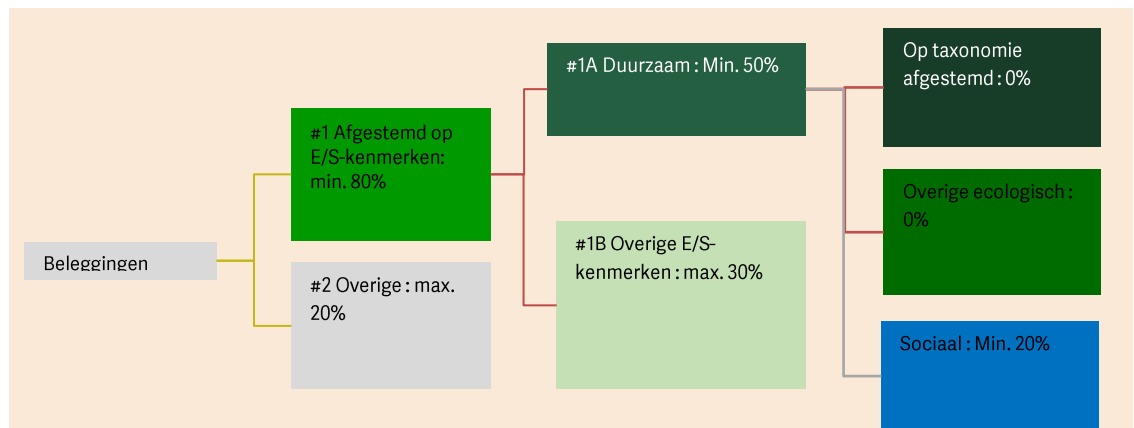 Beleggingen
#1 Afgestemd op
E/S-kenmerken:
min. 80%
#2 Overige : max.
20%
#1A Duurzaam : Min. 50%
#1B Overige E/S-
kenmerken : max. 30%
Op taxonomie
afgestemd : 0%
Overige ecologisch :
0%
Sociaal : Min. 20%